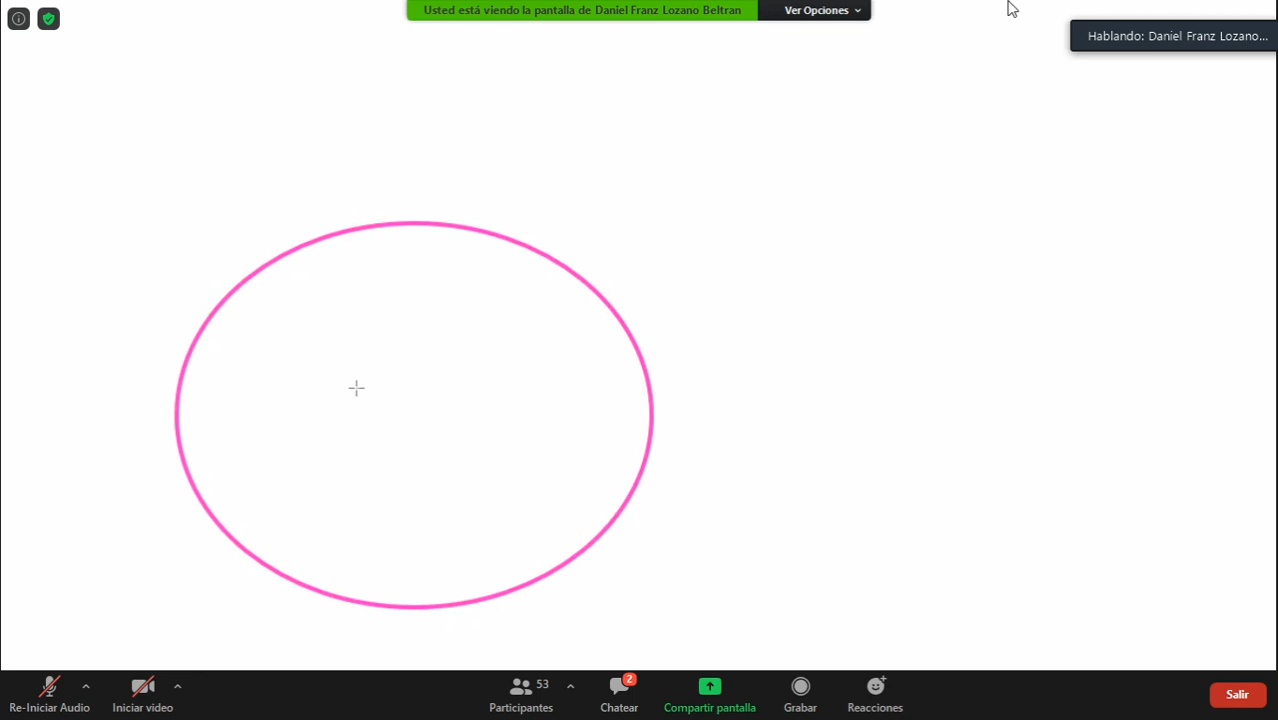 Usted está viendo la pantalla de Daniel Franz Lozano Beltran
Ver Opciones
Hablando: Daniel Franz Lozano...
53
2
Re-Iniciar Audio
Iniciar video
Participantes
Chatear
Compartir pantalla
Grabar
Reacciones
Salir